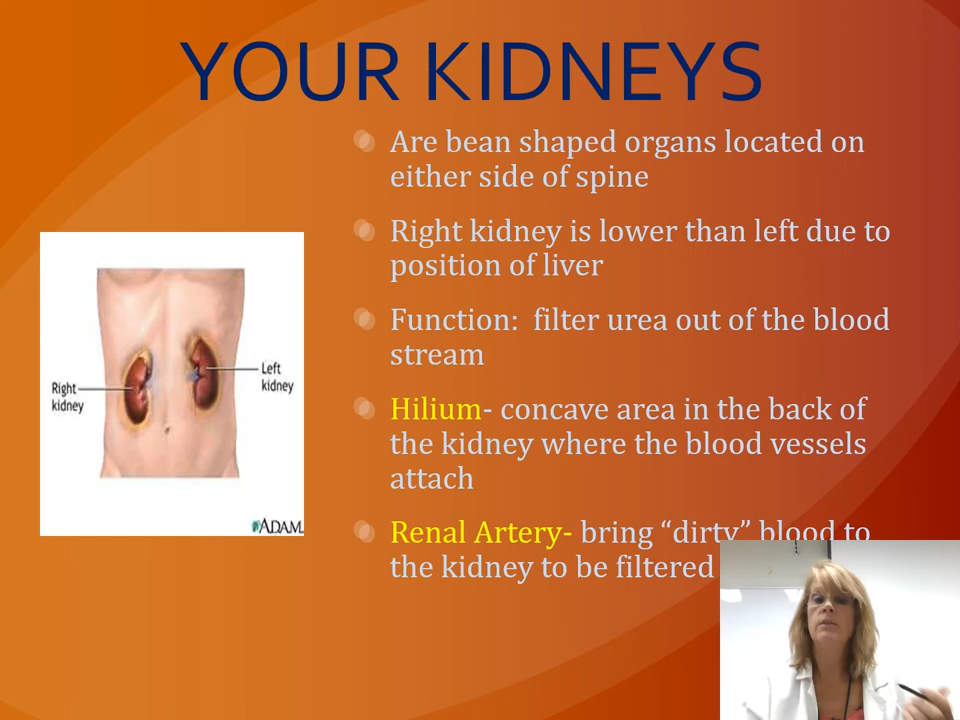 YOUR KIDNEYS
Are bean shaped organs located on
either side of spine
Right kidney is lower than left due to
position of liver
Function:  filter urea out of the blood
stream
Hilium- concave area in the back of
the kidney where the blood vessels
attach
Renal Artery- bring “dirty” blood to
the kidney to be filtered
Right
kidney
Left
kidney
ADAM